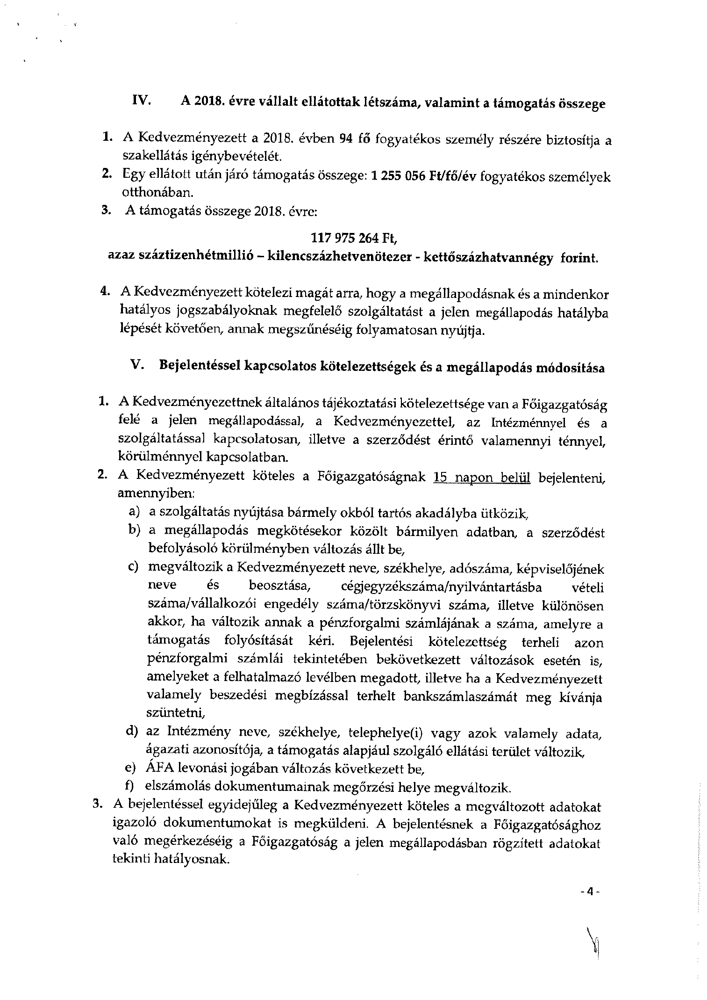 IV. A 2018. évre vállalt ellátottak létszáma, valamint a támogatás összege
1. A Kedvezményezett a 2018. évben 94 fő fogyatékos személy részére biztosítja a
szakellátás igénybevételét.
2. Egy ellátott után járó támogatás összege: 1 255 056 Ft/fő/év fogyatékos személyek
otthonában.
3. A támogatás összege 2018. évre:
117 975 264 Ft,
azaz száztizenhétmillió – kilencszázhetvenötezer - kettőszázhatvannégy forint.
4. A Kedvezményezett kötelezi magát arra, hogy a megállapodásnak és a mindenkor
hatályos jogszabályoknak megfelelő szolgáltatást a jelen megállapodás hatályba
lépését követően, annak megszűnéséig folyamatosan nyújtja.
V. Bejelentéssel kapcsolatos kötelezettségek és a megállapodás módosítása
1. A Kedvezményezettnek általános tájékoztatási kötelezettsége van a Főigazgatóság
felé a jelen megállapodással, a Kedvezményezettel, az Intézménnyel és a
szolgáltatással kapcsolatosan, illetve a szerződést érintő valamennyi ténnyel,
körülménnyel kapcsolatban.
2. A Kedvezményezett köteles a Főigazgatóságnak 15 napon belül bejelenteni,
amennyiben:
a) a szolgáltatás nyújtása bármely okból tartós akadályba ütközik,
b) a megállapodás megkötésekor közölt bármilyen adatban, a szerződést
befolyásoló körülményben változás állt be,
c) megváltozik a Kedvezményezett neve, székhelye, adószáma, képviselőjének
neve és beosztása, cégjegyzékszáma/nyilvántartásba vételi
száma/vállalkozói engedély száma/törzskönyvi száma, illetve különösen
akkor, ha változik annak a pénzforgalmi számlájának a száma, amelyre a
támogatás folyósítását kéri. Bejelentési kötelezettség terheli azon
pénzforgalmi számlái tekintetében bekövetkezett változások esetén is,
amelyeket a felhatalmazó levélben megadott, illetve ha a Kedvezményezett
valamely beszedési megbízással terhelt bankszámlaszámát meg kívánja
szüntetni,
d) az Intézmény neve, székhelye, telephelye(i) vagy azok valamely adata,
ágazati azonosítója, a támogatás alapjául szolgáló ellátási terület változik,
e) ÁFA levonási jogában változás következett be,
f) elszámolás dokumentumainak megőrzési helye megváltozik.
3. A bejelentéssel egyidejűleg a Kedvezményezett köteles a megváltozott adatokat
igazoló dokumentumokat is megküldeni. A bejelentésnek a Főigazgatósághoz
való megérkezéséig a Főigazgatóság a jelen megállapodásban rögzített adatokat
tekinti hatályosnak.
- 4 -